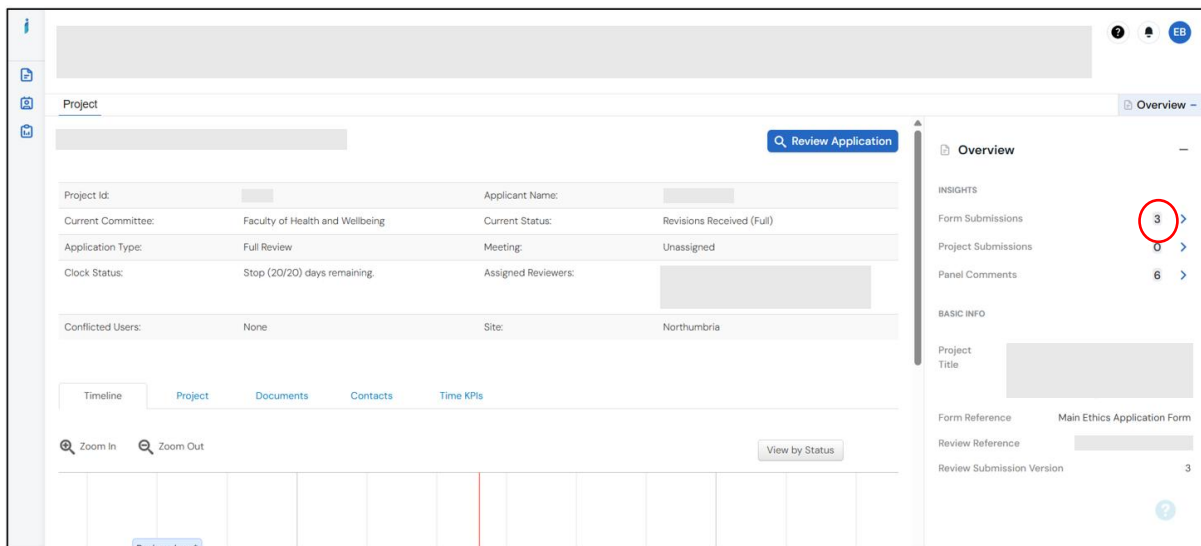 i
? EB
Project
Overview –
Review Application
Overview –
Project Id:
Applicant Name:
Current Committee: Faculty of Health and Wellbeing Current Status: Revisions Received (Full)
Application Type: Full Review Meeting: Unassigned
Clock Status: Stop (20/20) days remaining. Assigned Reviewers:
Conflicted Users: None Site: Northumbria
Timeline Project Documents Contacts Time KPIs
Zoom In Zoom Out View by Status
INSIGHTS
Form Submissions 3 >
Project Submissions 0 >
Panel Comments 6 >
BASIC INFO
Project
Title
Form Reference Main Ethics Application Form
Review Reference
Review Submission Version 3
?